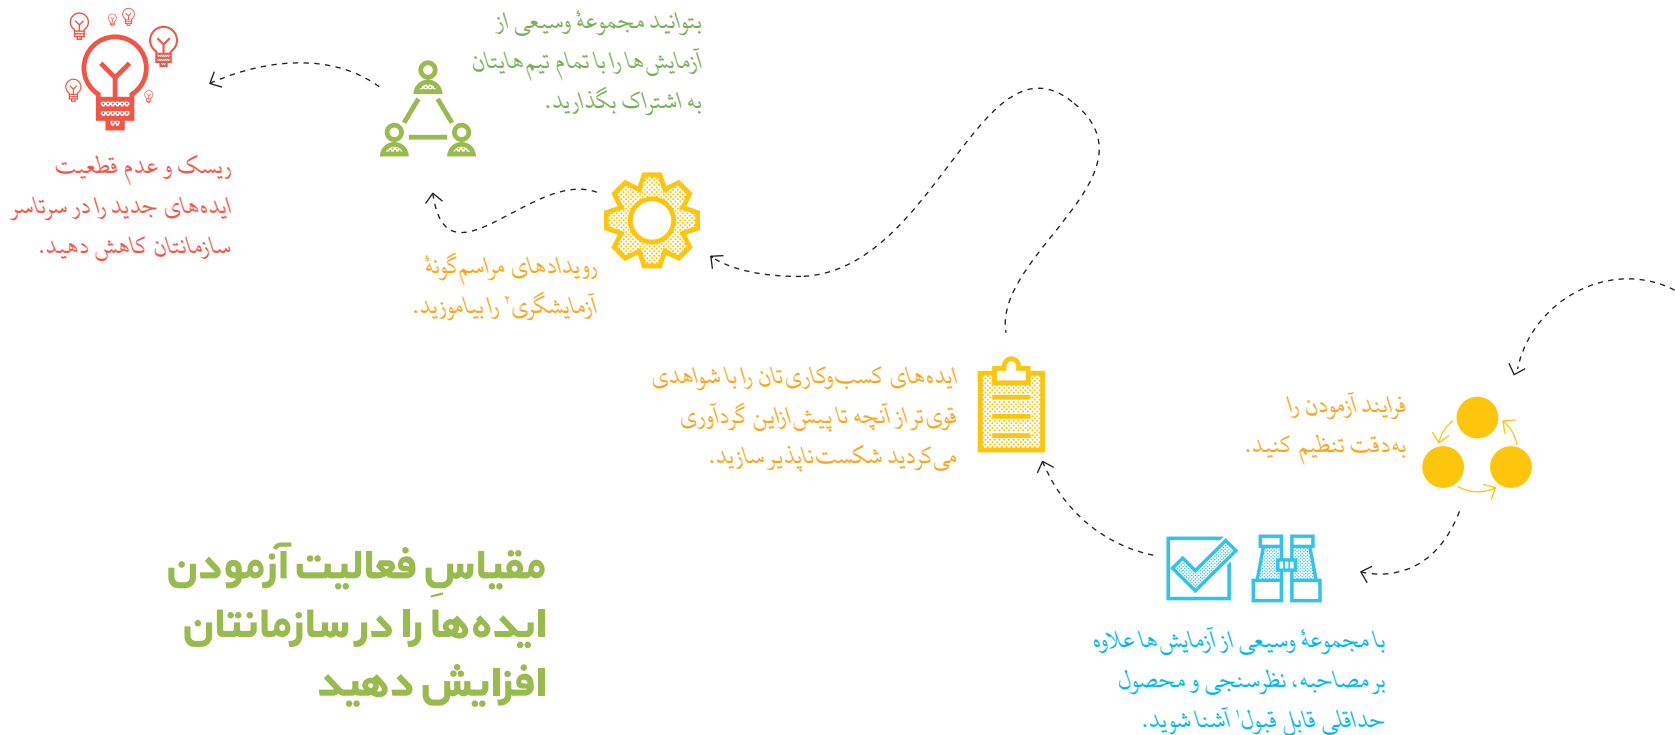 فرایند آزمودن را
به‌دقت تنظیم کنید.
با مجموعهٔ وسیعی از آزمایش ها علاوه
بر مصاحبه، نظرسنجی و محصول
حداقلی قابل قبول۱ آشنا شوید.
ایده‌های کسب‌وکاری تان را با شواهدی
قوی‌تر از آنچه تا پیش‌ازاین گردآوری
می‌کردید شکست‌ناپذیر سازید.
رویدادهای مراسم‌گونهٔ
آزمایشگری۲ را بیاموزید.
بتوانید مجموعهٔ وسیعی از
آزمایش‌ها را با تمام تیم‌هایتان
به اشتراک بگذارید.
ریسک و عدم قطعیت
ایده‌های جدید را در سرتاسر
سازمانتان کاهش دهید.
مقیاسِ فعالیت آزمودن
ایده‌ها را در سازمانتان
افزایش دهید